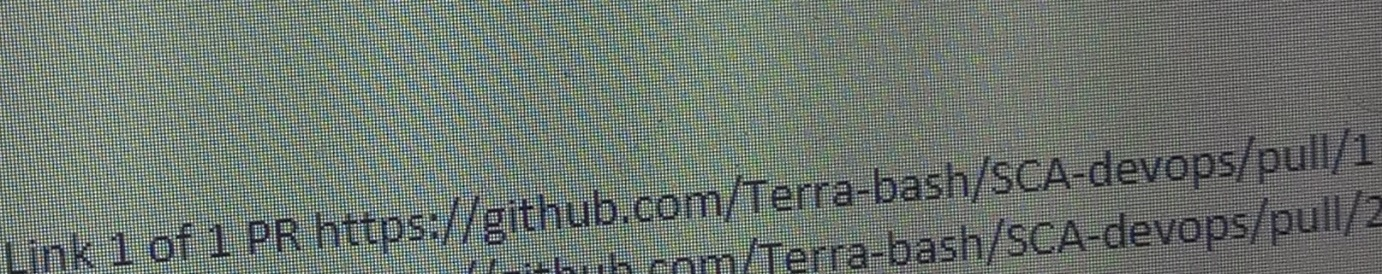 Link 1 of 1 PR https://github.com/Terra-bash/SCA-devops/pull/1
//github.com/Terra-bash/SCA-devops/pull/2